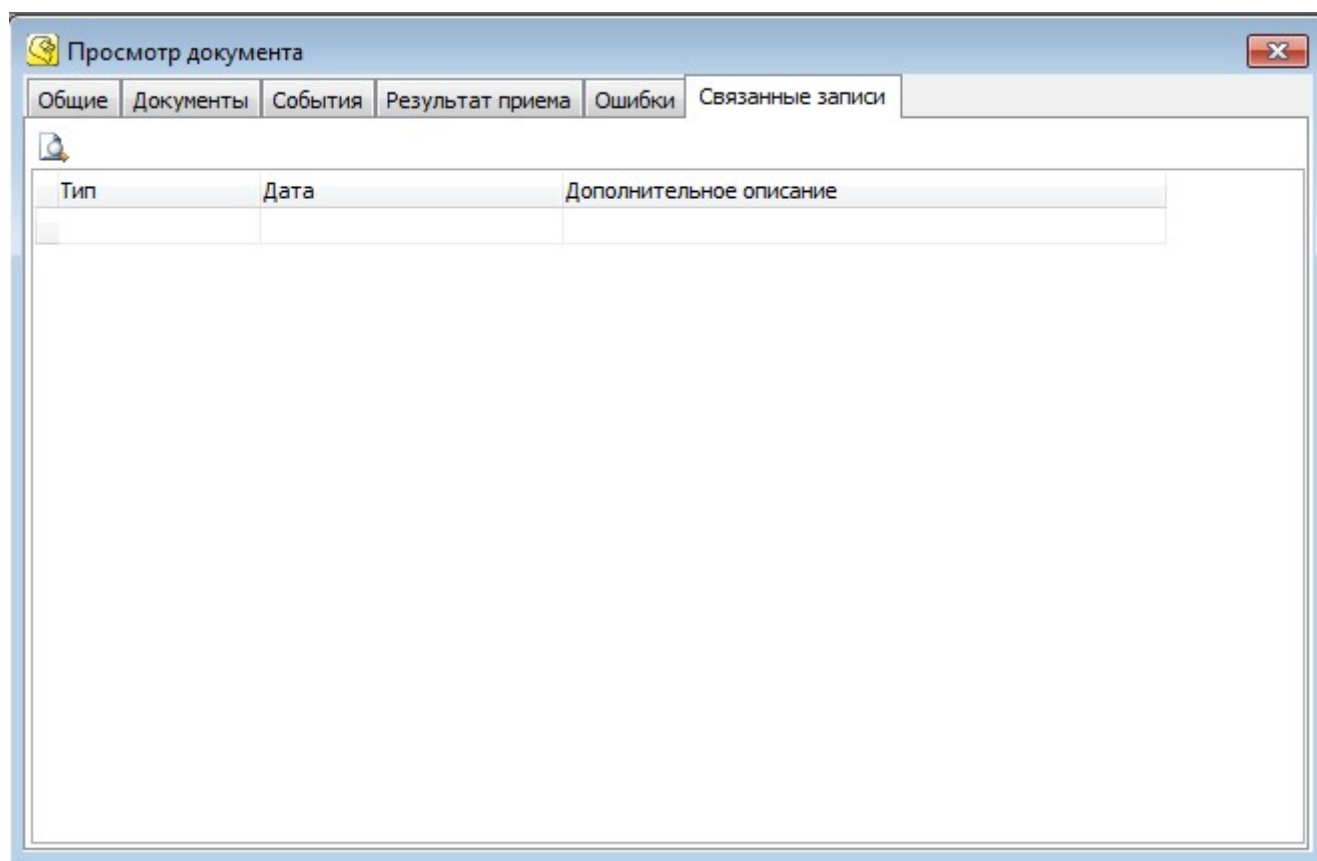 Просмотр документа
Общие Документы События Результат приема Ошибки Связанные записи
Тип Дата Дополнительное описание